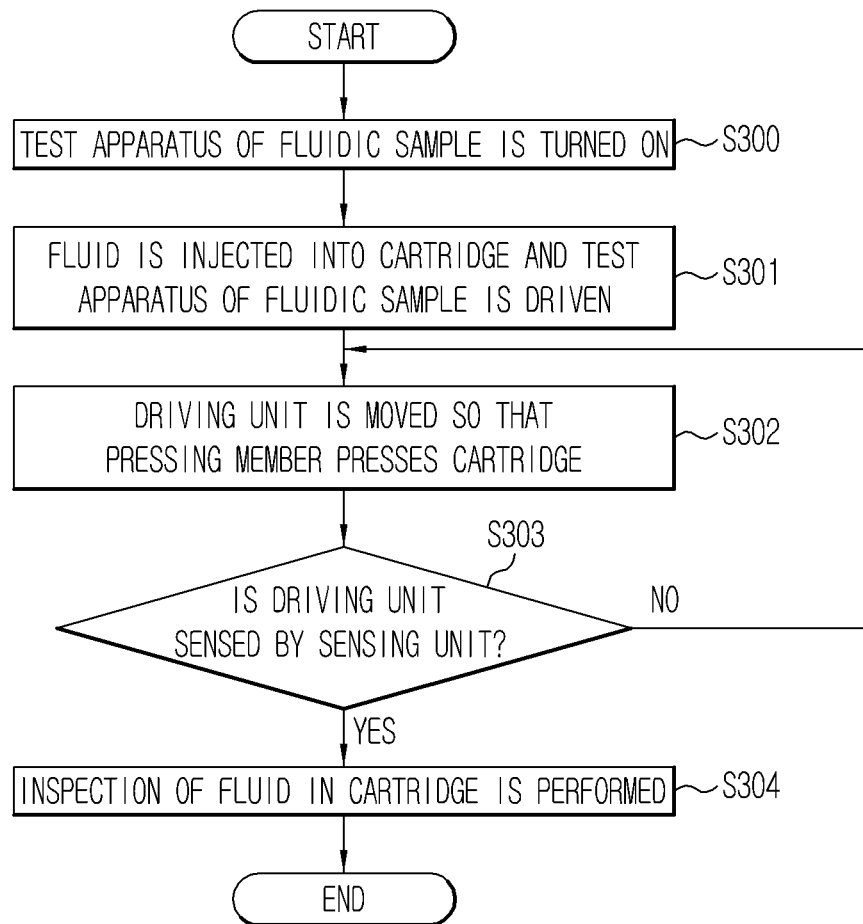 START
TEST APPARATUS OF FLUIDIC SAMPLE IS TURNED ON
S300
FLUID IS INJECTED INTO CARTRIDGE AND TEST
APPARATUS OF FLUIDIC SAMPLE IS DRIVEN
S301
DRIVING UNIT IS MOVED SO THAT
PRESSING MEMBER PRESSES CARTRIDGE
S302
S303
IS DRIVING UNIT
SENSED BY SENSING UNIT?
NO
YES
INSPECTION OF FLUID IN CARTRIDGE IS PERFORMED
S304
END